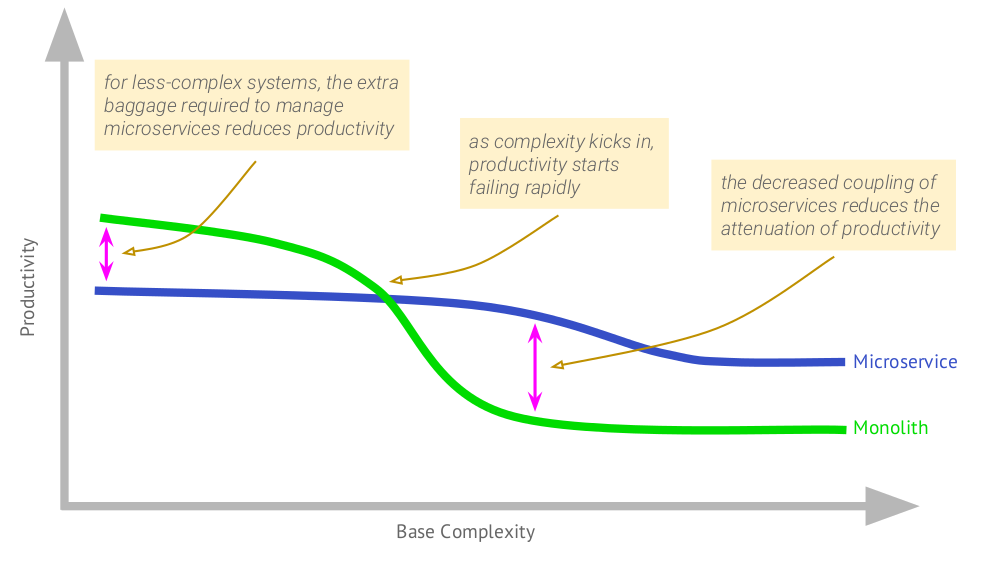 for less-complex systems, the extra
baggage required to manage
microservices reduces productivity
as complexity kicks in,
productivity starts
failing rapidly
the decreased coupling of
microservices reduces the
attenuation of productivity
Productivity
Microservice
Monolith
Base Complexity